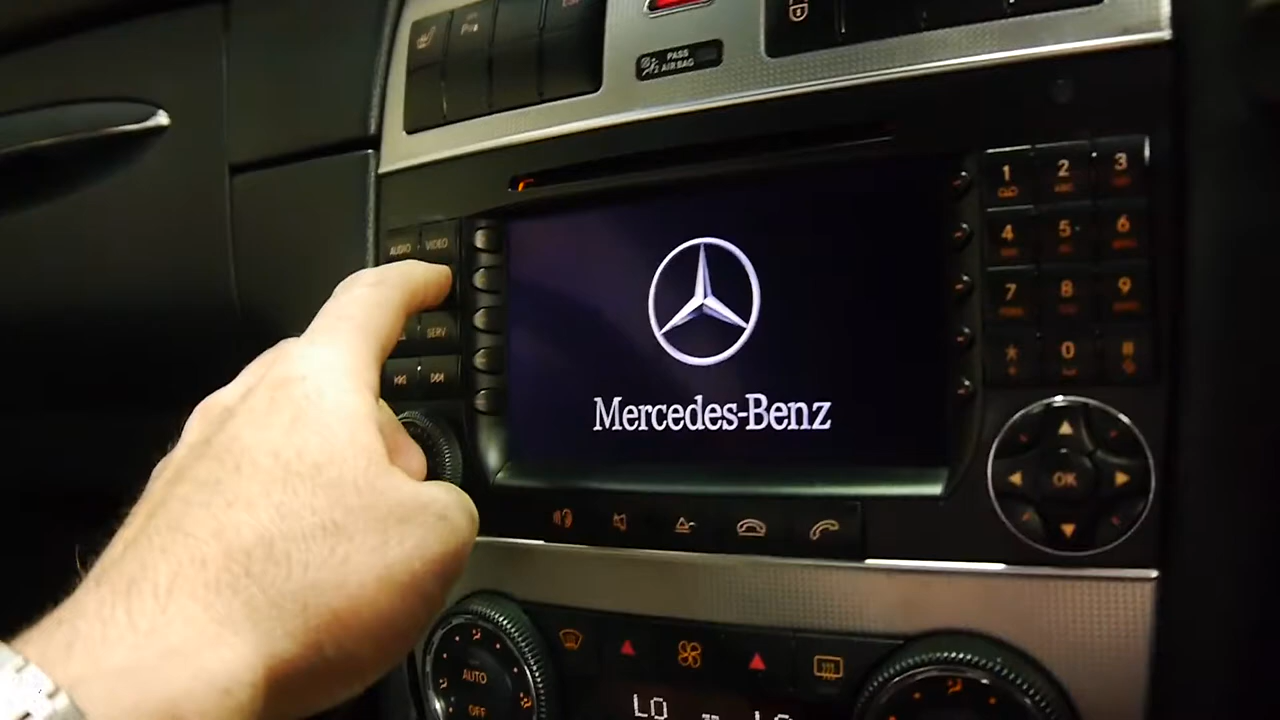 PASS
AIR BAG
1 2 3
AUDIO VIDEO
4 5 6
7 8 9
SERV
* 0
Mercedes-Benz
OK
AUTO
OFF
LO